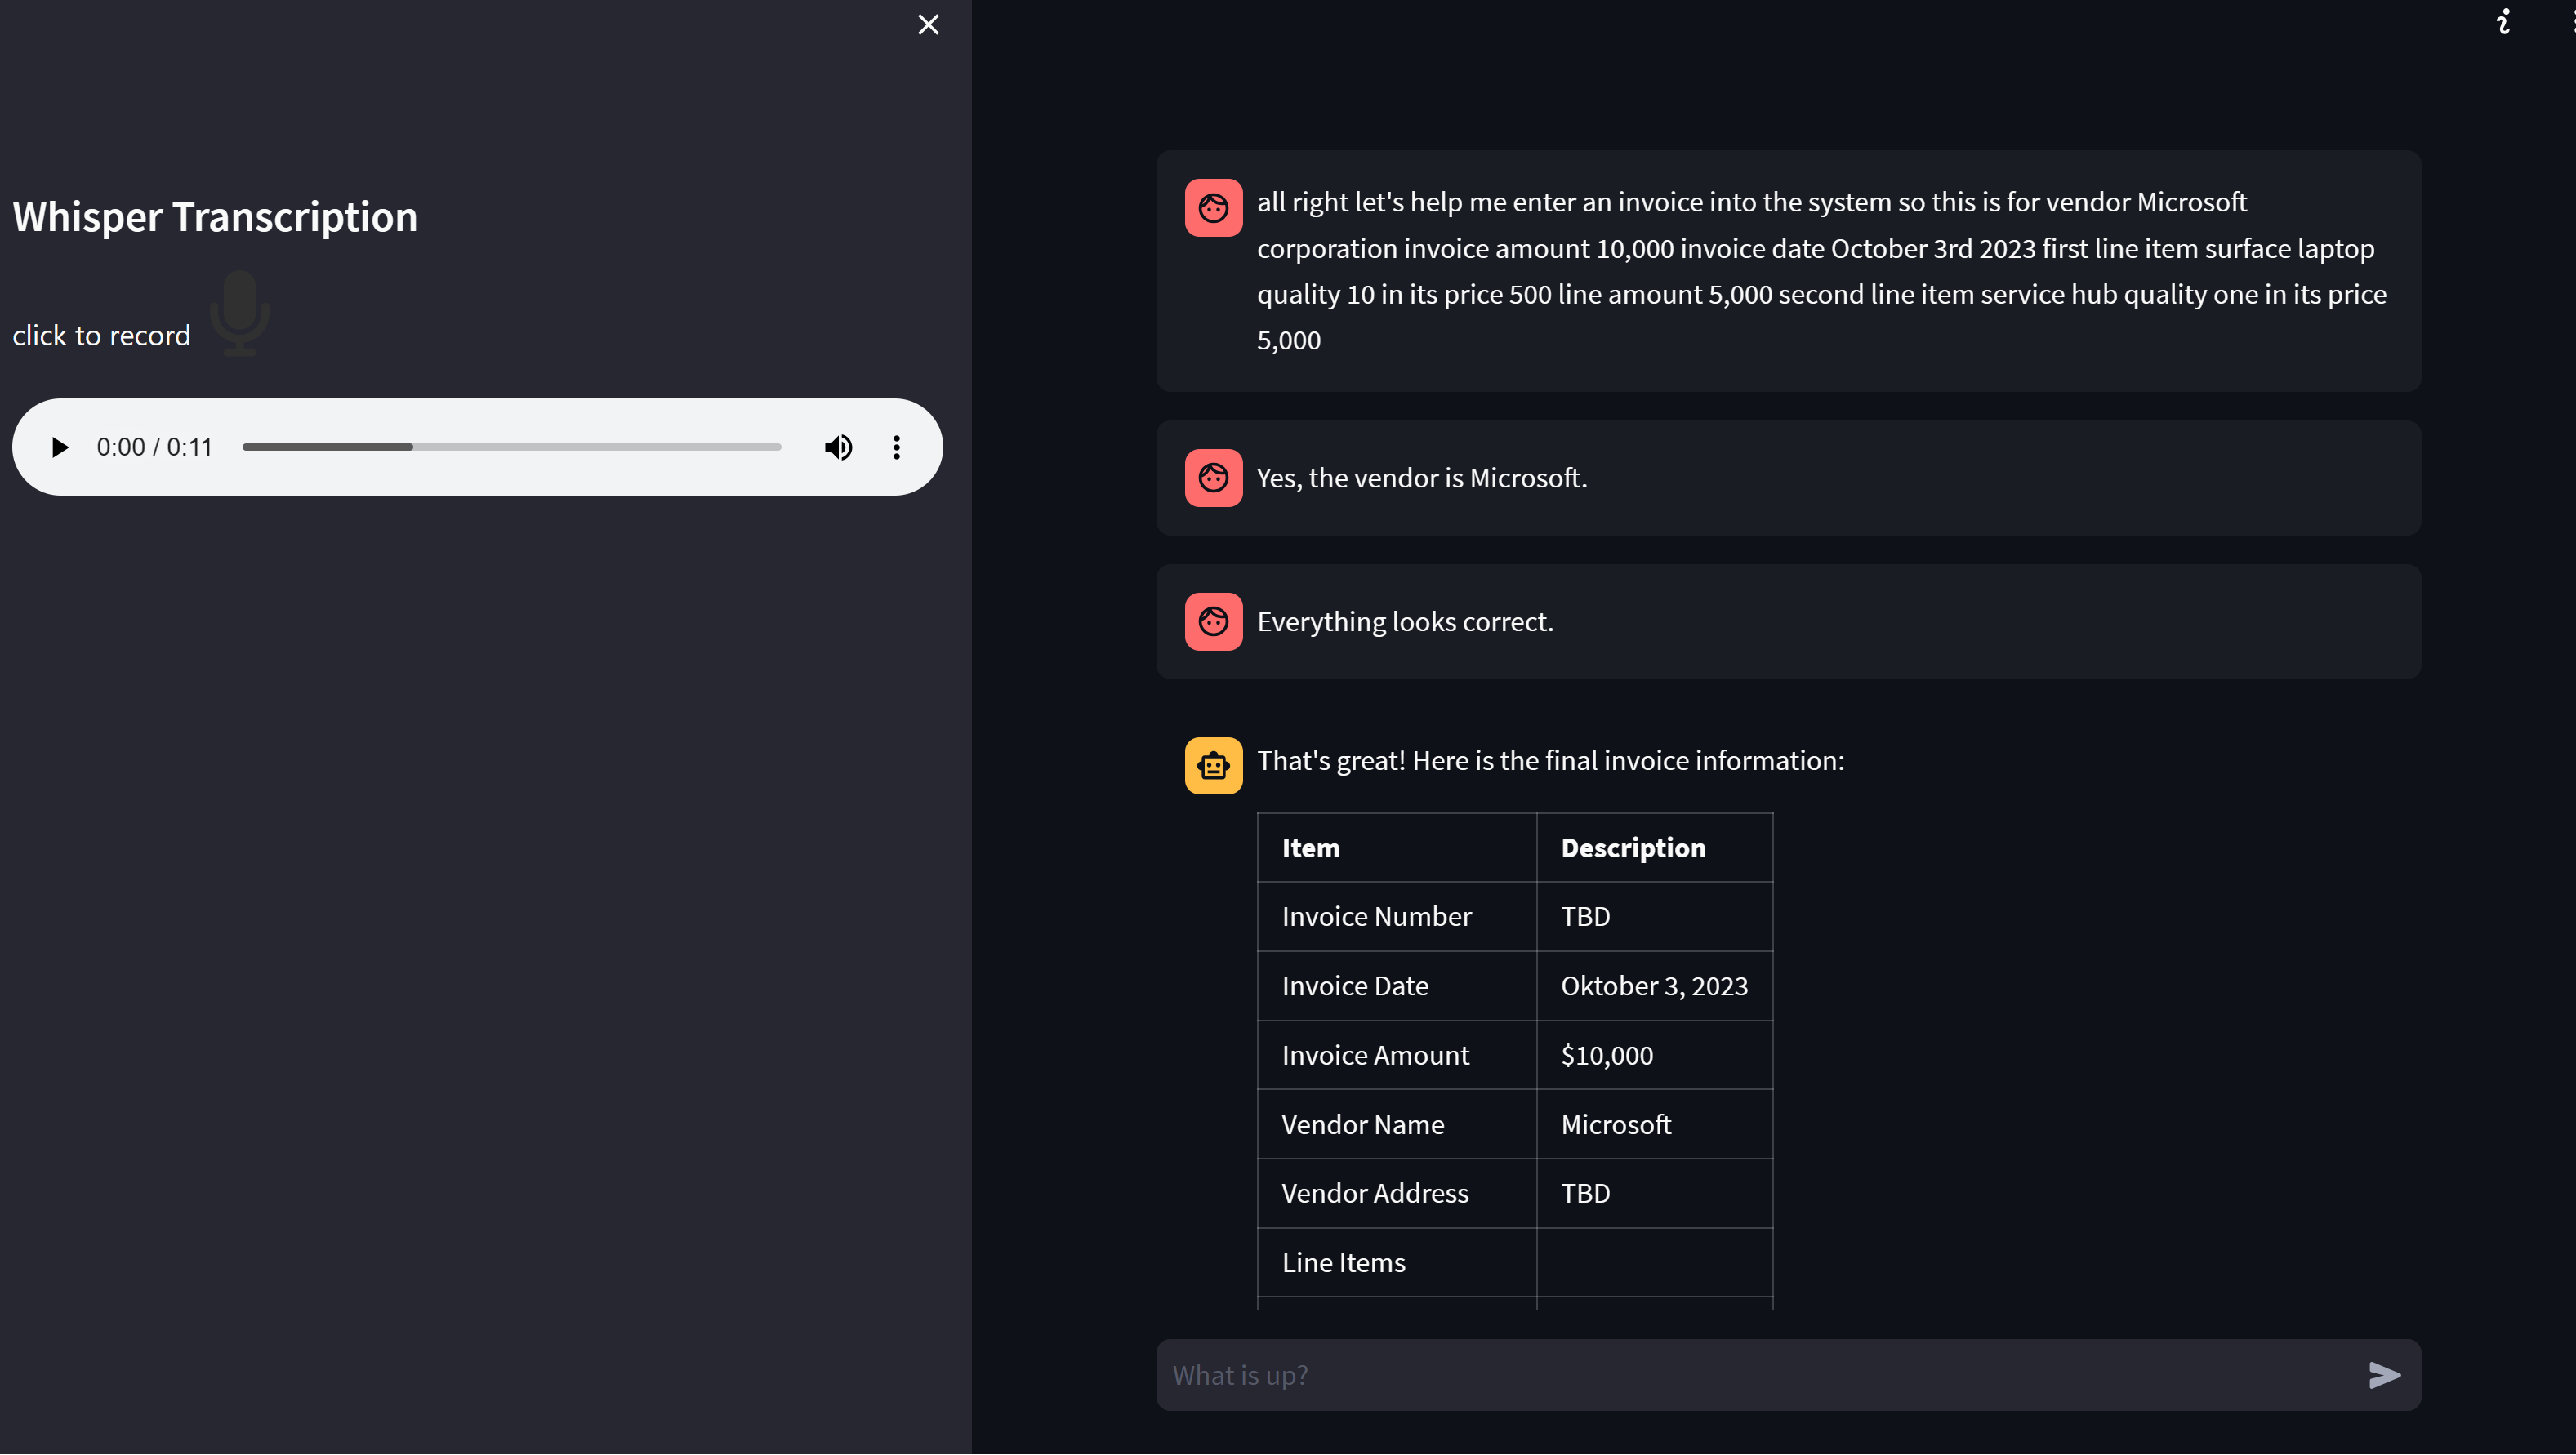 Whisper Transcription
click to record
0:00 / 0:11
all right let's help me enter an invoice into the system so this is for vendor Microsoft
corporation invoice amount 10,000 invoice date October 3rd 2023 first line item surface laptop
quality 10 in its price 500 line amount 5,000 second line item service hub quality one in its price
5,000
Yes, the vendor is Microsoft.
Everything looks correct.
That's great! Here is the final invoice information:
Item Description
Invoice Number TBD
Invoice Date Oktober 3, 2023
Invoice Amount $10,000
Vendor Name Microsoft
Vendor Address TBD
Line Items
What is up?